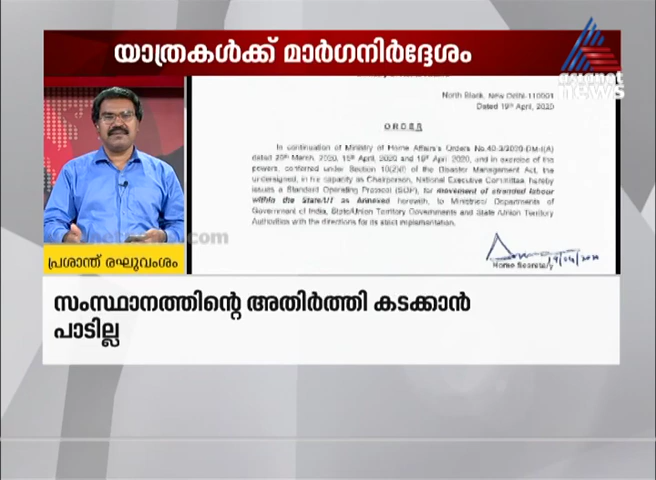 യാത്രകൾക്ക് മാർഗനിർദ്ദേശം
asianet
news
North Block, New Delhi-110001
Dated 19th April, 2020
ORDER
In continuation of Ministry of Home Affairs's Orders No.40-3/2020-DM-I(A)
dated 29th March, 2020, 15th April, 2020 and 16th April, 2020, and in exercise of the
powers, conferred under Section 10(2)(l) of the Disaster Management Act, the
undersigned, in his capacity as Chairperson, National Executive Committee, hereby
issues a Standard Operating Protocol (SOP), for movement of stranded labour
within the State/UT as Annexed herewith, to Ministries/ Departments of
Government of India, State/Union Territory Governments and State /Union Territory
Authorities with the directions for its strict implementation.
Home Secretary
പ്രശാന്ത് രഘുവംശം
സംസ്ഥാനത്തിന്റെ അതിർത്തി കടക്കാൻ
പാടില്ല